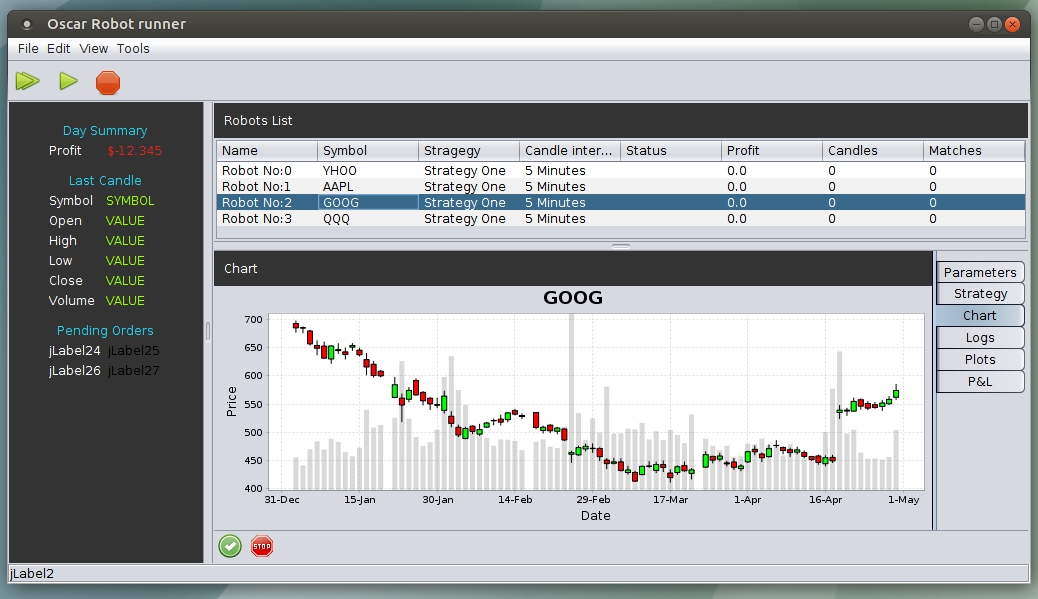 Oscar Robot runner
File Edit View Tools
Day Summary
Profit $-12.345
Last Candle
Symbol SYMBOL
Open VALUE
High VALUE
Low VALUE
Close VALUE
Volume VALUE
Pending Orders
jLabel24 jLabel25
jLabel26 jLabel27
Robots List
Name Symbol Stragegy Candle inter... Status Profit Candles Matches
Robot No:0 YHOO Strategy One 5 Minutes 0.0 0 0
Robot No:1 AAPL Strategy One 5 Minutes 0.0 0 0
Robot No:2 GOOG Strategy One 5 Minutes 0.0 0 0
Robot No:3 QQQ Strategy One 5 Minutes 0.0 0 0
Chart
GOOG
700
650
600
550
500
450
400
Price
31-Dec 15-Jan 30-Jan 14-Feb 29-Feb 17-Mar 1-Apr 16-Apr 1-May
Date
Parameters
Strategy
Chart
Logs
Plots
P&L
STOP
jLabel2